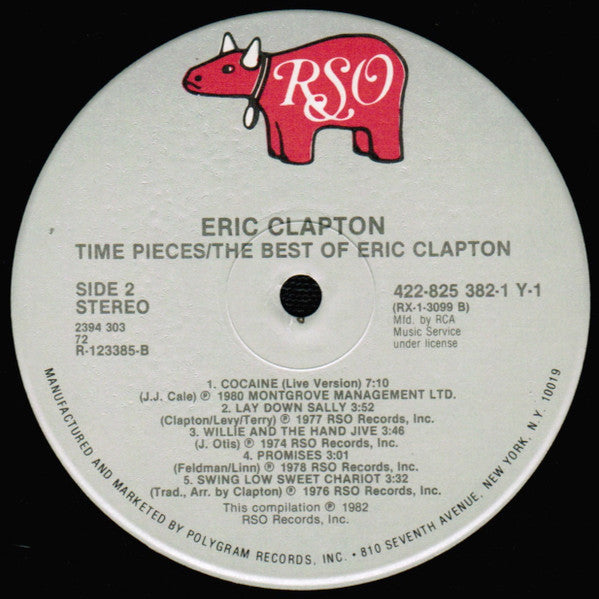 RSO
ERIC CLAPTON
TIME PIECES/THE BEST OF ERIC CLAPTON
SIDE 2
STEREO
2394 303
72
R-123385-B
422-825 382-1 Y-1
(RX-1-3099 B)
Mfd. by RCA
Music Service
under license
1. COCAINE (Live Version) 7:10
(J.J. Cale) ℗ 1980 MONTGROVE MANAGEMENT LTD.
2. LAY DOWN SALLY 3:52
(Clapton/Levy/Terry) ℗ 1977 RSO Records, Inc.
3. WILLIE AND THE HAND JIVE 3:46
(J. Otis) ℗ 1974 RSO Records, Inc.
4. PROMISES 3:01
(Feldman/Linn) ℗ 1978 RSO Records, Inc.
5. SWING LOW SWEET CHARIOT 3:32
(Trad., Arr. by Clapton) ℗ 1976 RSO Records, Inc.
This compilation ℗ 1982
RSO Records, Inc.
MANUFACTURED AND MARKETED BY POLYGRAM RECORDS, INC. • 810 SEVENTH AVENUE, NEW YORK, N.Y. 10019